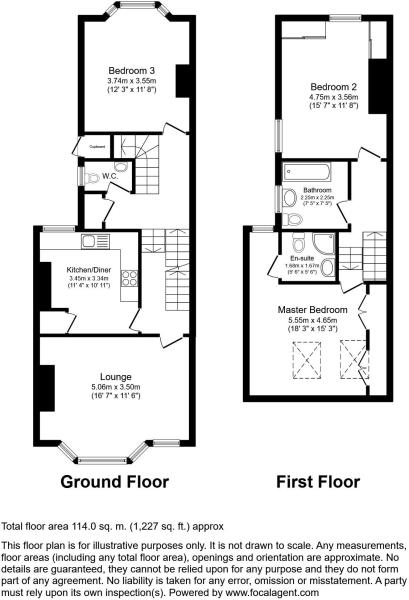 Bedroom 3
3.74m x 3.55m
(12' 3" x 11' 8")
Cupboard
W.C.
Kitchen/Diner
3.45m x 3.34m
(11' 4" x 10' 11")
Lounge
5.06m x 3.50m
(16' 7" x 11' 6")
Ground Floor
Bedroom 2
4.75m x 3.56m
(15' 7" x 11' 8")
Bathroom
2.25m x 2.25m
(7' 5" x 7' 5")
En-suite
1.68m x 1.67m
(5' 6" x 5' 6")
Master Bedroom
5.55m x 4.65m
(18' 3" x 15' 3")
First Floor
Total floor area 114.0 sq. m. (1,227 sq. ft.) approx
This floor plan is for illustrative purposes only. It is not drawn to scale. Any measurements,
floor areas (including any total floor area), openings and orientation are approximate. No
details are guaranteed, they cannot be relied upon for any purpose and they do not form
part of any agreement. No liability is taken for any error, omission or misstatement. A party
must rely upon its own inspection(s). Powered by www.focalagent.com